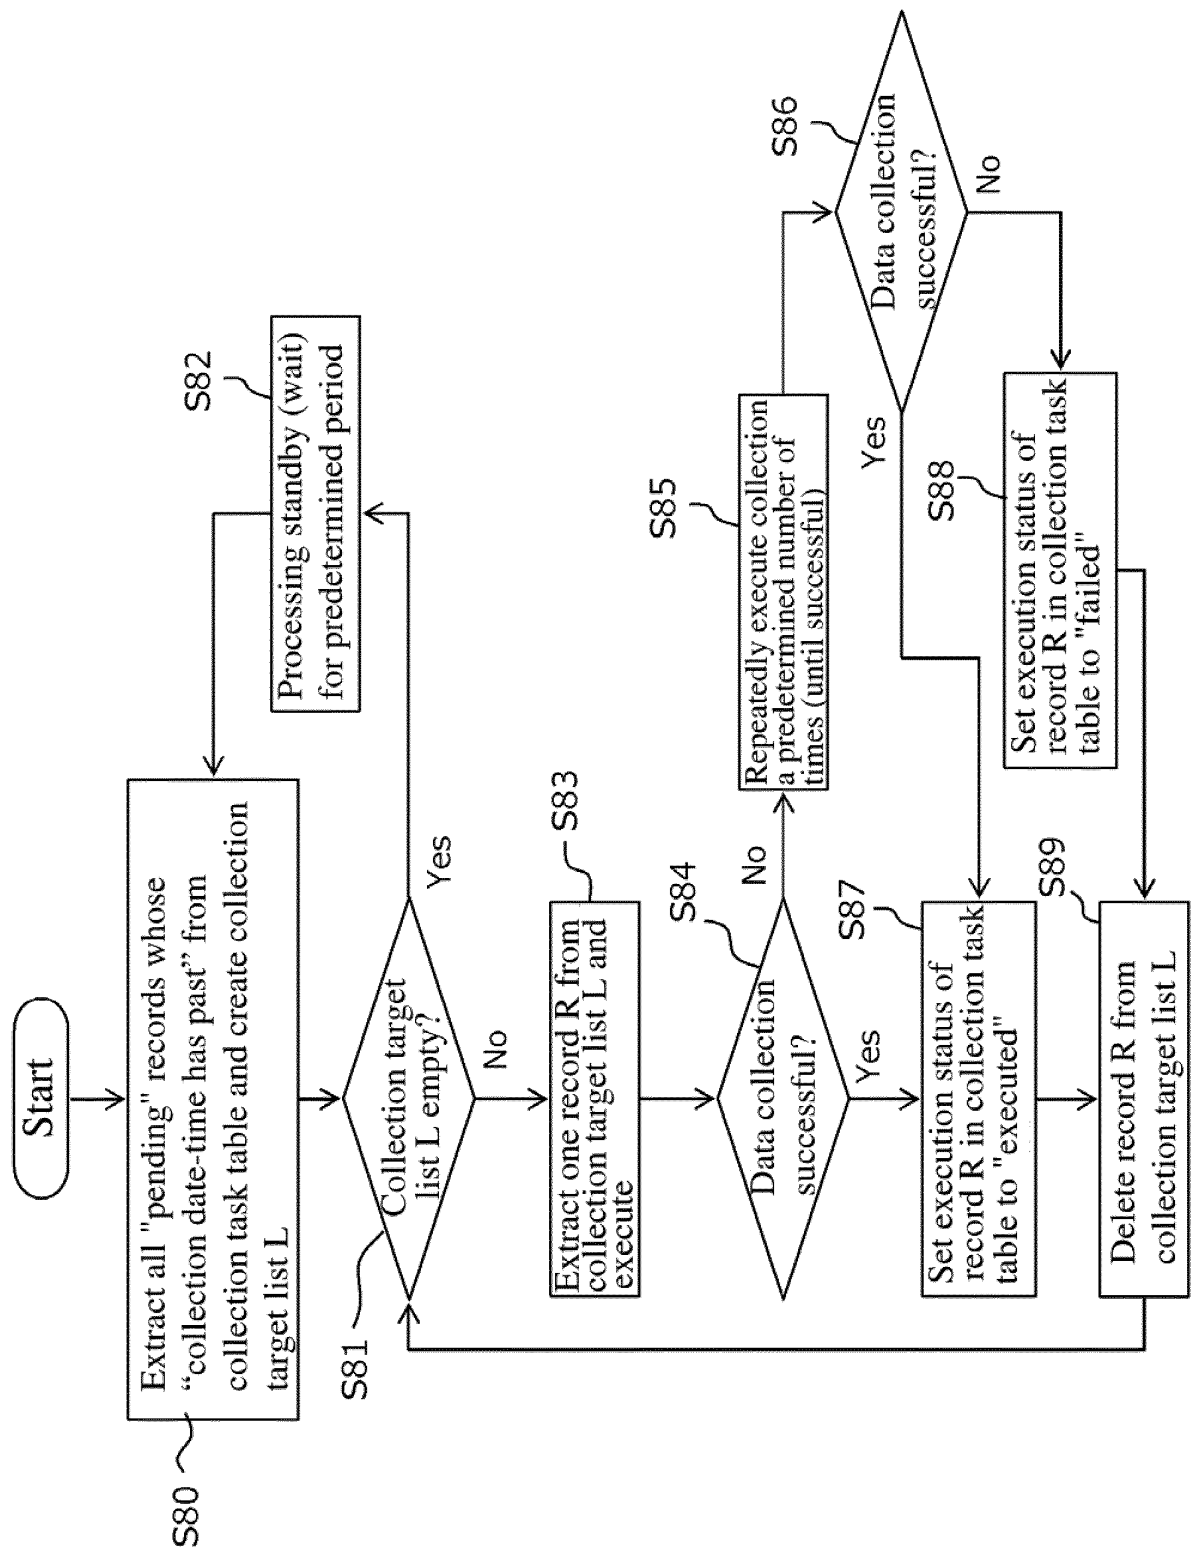 Start
S80
Extract all "pending" records whose
“collection date-time has past” from
collection task table and create collection
target list L
S81
Collection target
list L empty?
Yes
No
S82
Processing standby (wait)
for predetermined period
S83
Extract one record R from
collection target list L and
execute
S84
Data collection
successful?
No
Yes
S85
Repeatedly execute collection
a predetermined number of
times (until successful)
S86
Data collection
successful?
Yes
No
S87
Set execution status of
record R in collection task
table to "executed"
S88
Set execution status of
record R in collection task
table to "failed"
S89
Delete record R from
collection target list L